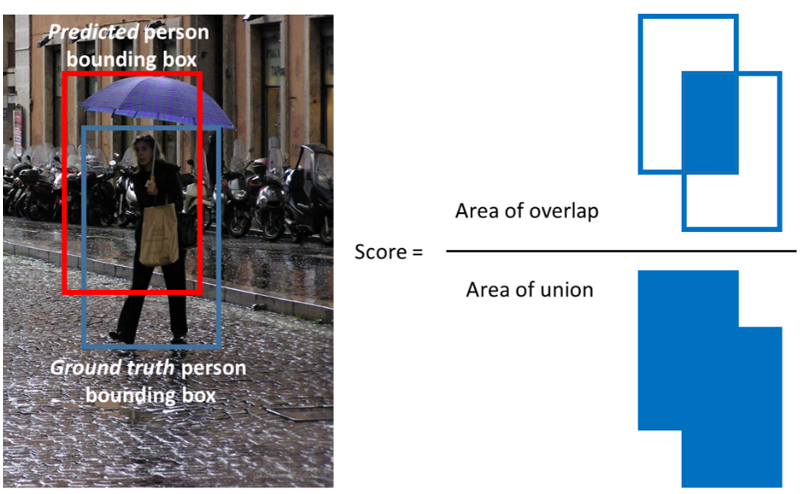 Predicted person
bounding box
Score =
Area of overlap
Area of union
Ground truth person
bounding box